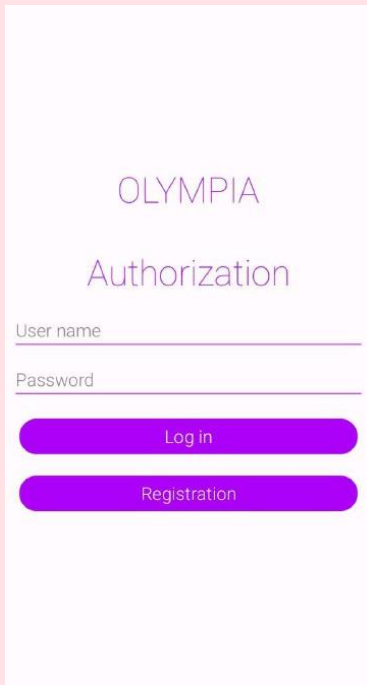 OLYMPIA
Authorization
User name
Password
Log in
Registration